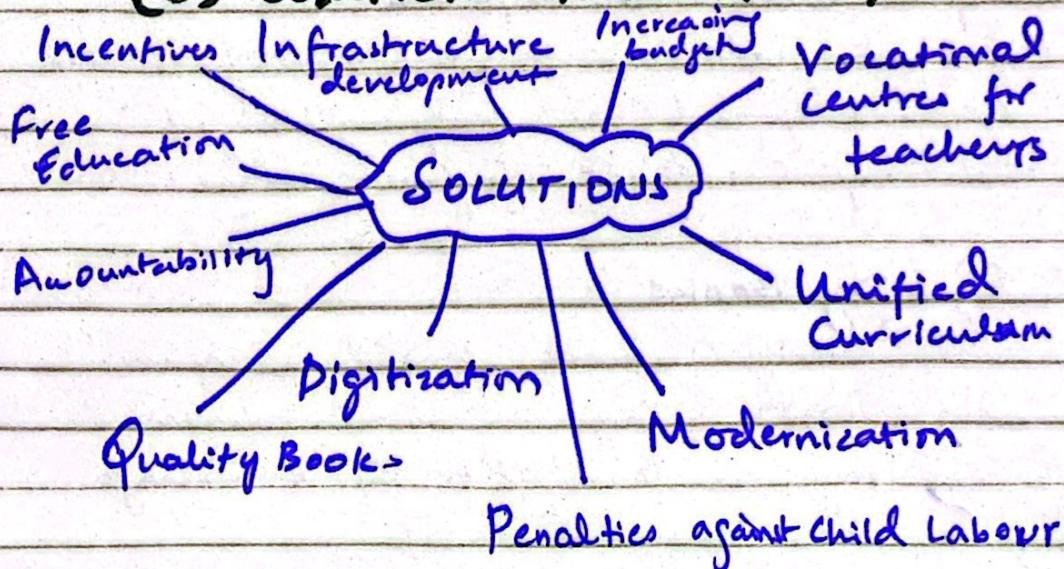 Incentives
Infrastructure
development
Increasing
budget
Vocational
centres for
teachers
Free
Education
SOLUTIONS
Accountability
Unified
Curriculum
Digitization
Modernization
Quality Books
Penalties against Child Labour